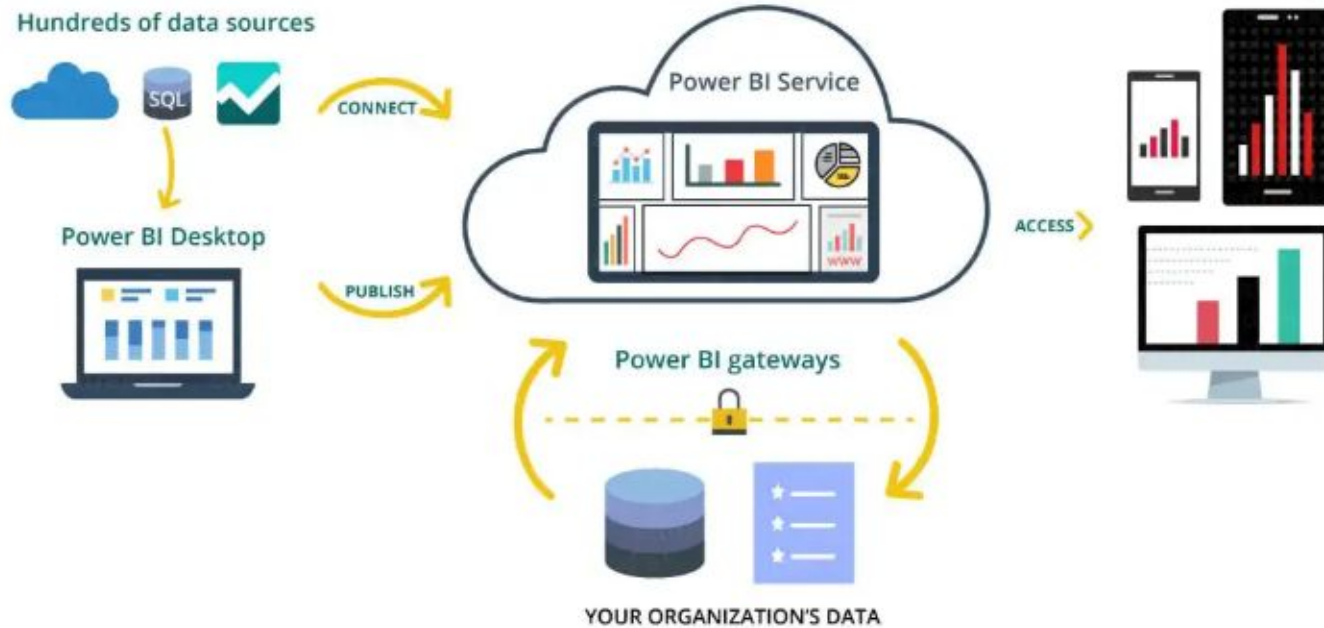 Hundreds of data sources
SQL
CONNECT
Power BI Service
WWW
ACCESS
Power BI Desktop
PUBLISH
Power BI gateways
YOUR ORGANIZATION'S DATA